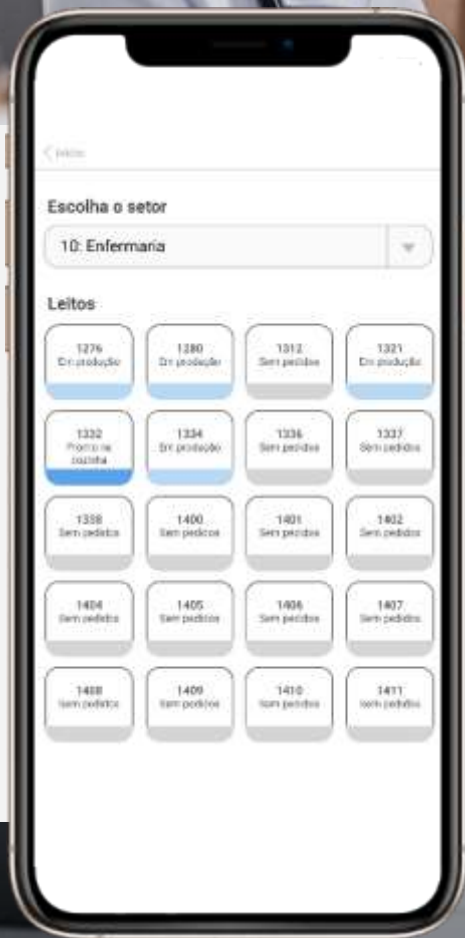 Início
Escolha o setor
10: Enfermaria
Leitos
1276
Em produção
1280
Em produção
1312
Sem pedidos
1321
Em produção
1332
Pronto na
cozinha
1334
Em produção
1336
Sem pedidos
1337
Sem pedidos
1338
Sem pedidos
1400
Sem pedidos
1401
Sem pedidos
1402
Sem pedidos
1404
Sem pedidos
1405
Sem pedidos
1406
Sem pedidos
1407
Sem pedidos
1408
Sem pedidos
1409
Sem pedidos
1410
Sem pedidos
1411
Sem pedidos